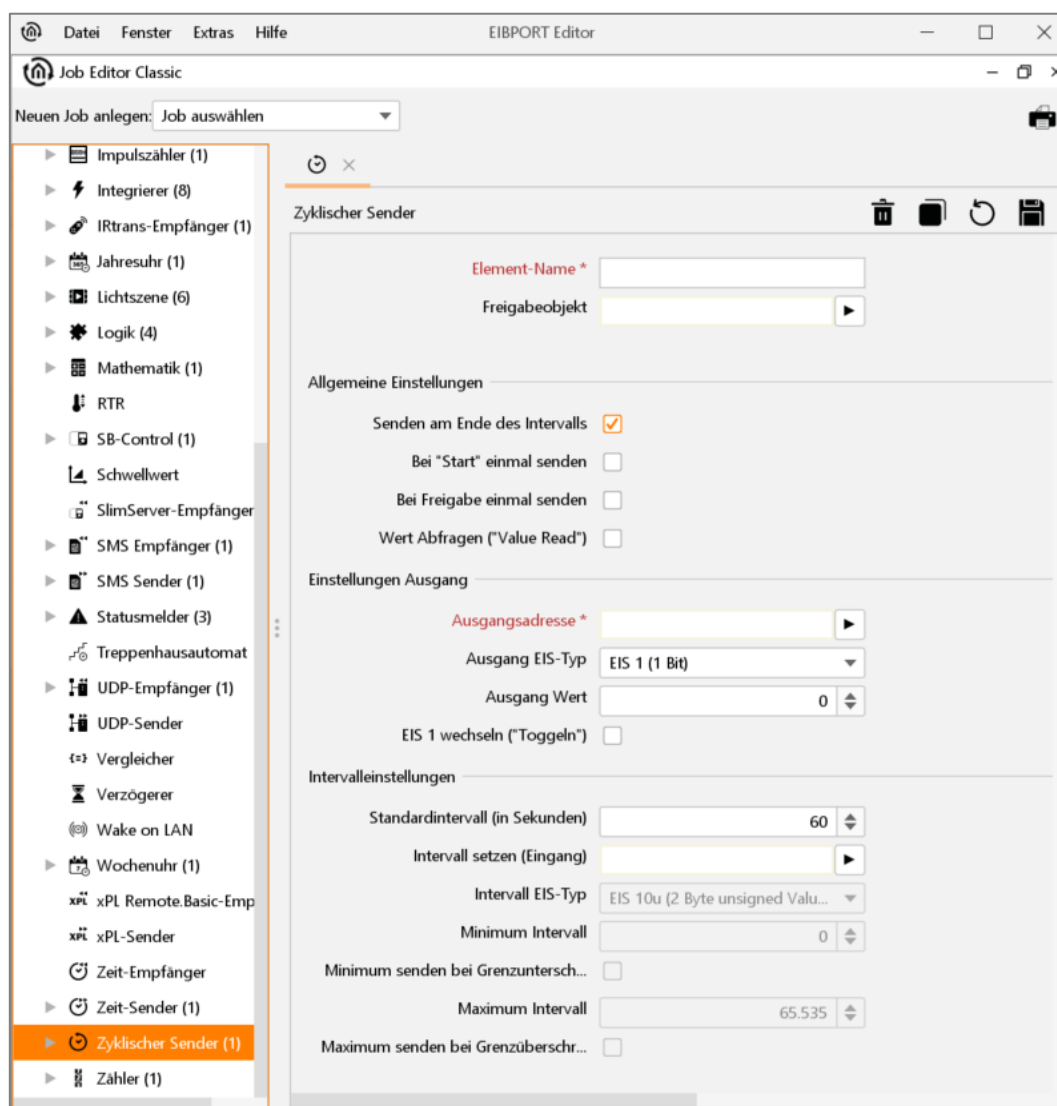 Datei Fenster Extras Hilfe EIBPORT Editor
Job Editor Classic
Neuen Job anlegen: Job auswählen
Impulszähler (1)
Integrierer (8)
IRtrans-Empfänger (1)
Jahresuhr (1)
Lichtszene (6)
Logik (4)
Mathematik (1)
RTR
SB-Control (1)
Schwellwert
SlimServer-Empfänger
SMS Empfänger (1)
SMS Sender (1)
Statusmelder (3)
Treppenhausautomat
UDP-Empfänger (1)
UDP-Sender
Vergleicher
Verzögerer
Wake on LAN
Wochenuhr (1)
xPL xPL Remote.Basic-Emp
xPL xPL-Sender
Zeit-Empfänger
Zeit-Sender (1)
Zyklischer Sender (1)
Zähler (1)
Zyklischer Sender
Element-Name *
Freigabeobjekt
Allgemeine Einstellungen
Senden am Ende des Intervalls
Bei "Start" einmal senden
Bei Freigabe einmal senden
Wert Abfragen ("Value Read")
Einstellungen Ausgang
Ausgangsadresse *
Ausgang EIS-Typ EIS 1 (1 Bit)
Ausgang Wert 0
EIS 1 wechseln ("Toggeln")
Intervalleinstellungen
Standardintervall (in Sekunden) 60
Intervall setzen (Eingang)
Intervall EIS-Typ EIS 10u (2 Byte unsigned Valu...
Minimum Intervall 0
Minimum senden bei Grenzuntersch...
Maximum Intervall 65.535
Maximum senden bei Grenzüberschr...